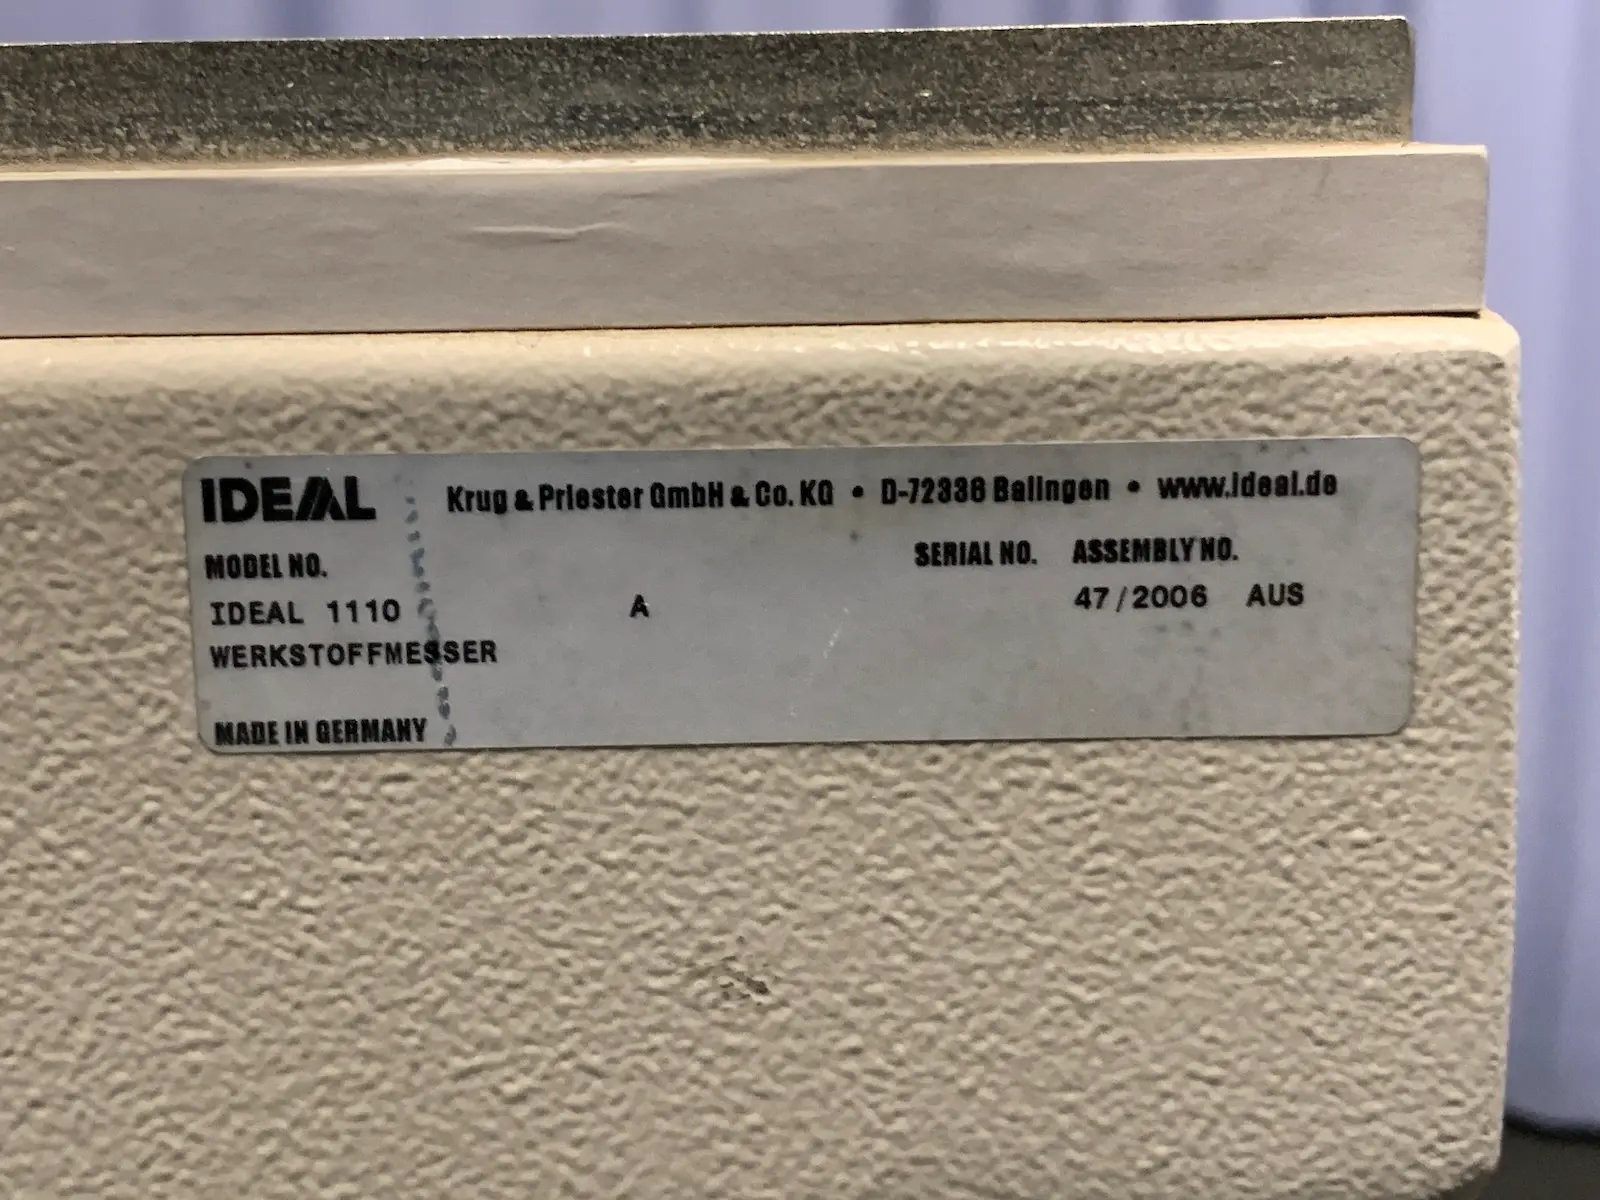 IDEAL Krug & Priester GmbH & Co. KG • D-72336 Balingen • www.ideal.de
MODEL NO. SERIAL NO. ASSEMBLY NO.
IDEAL 1110 A 47/2006 AUS
WERKSTOFFMESSER
MADE IN GERMANY